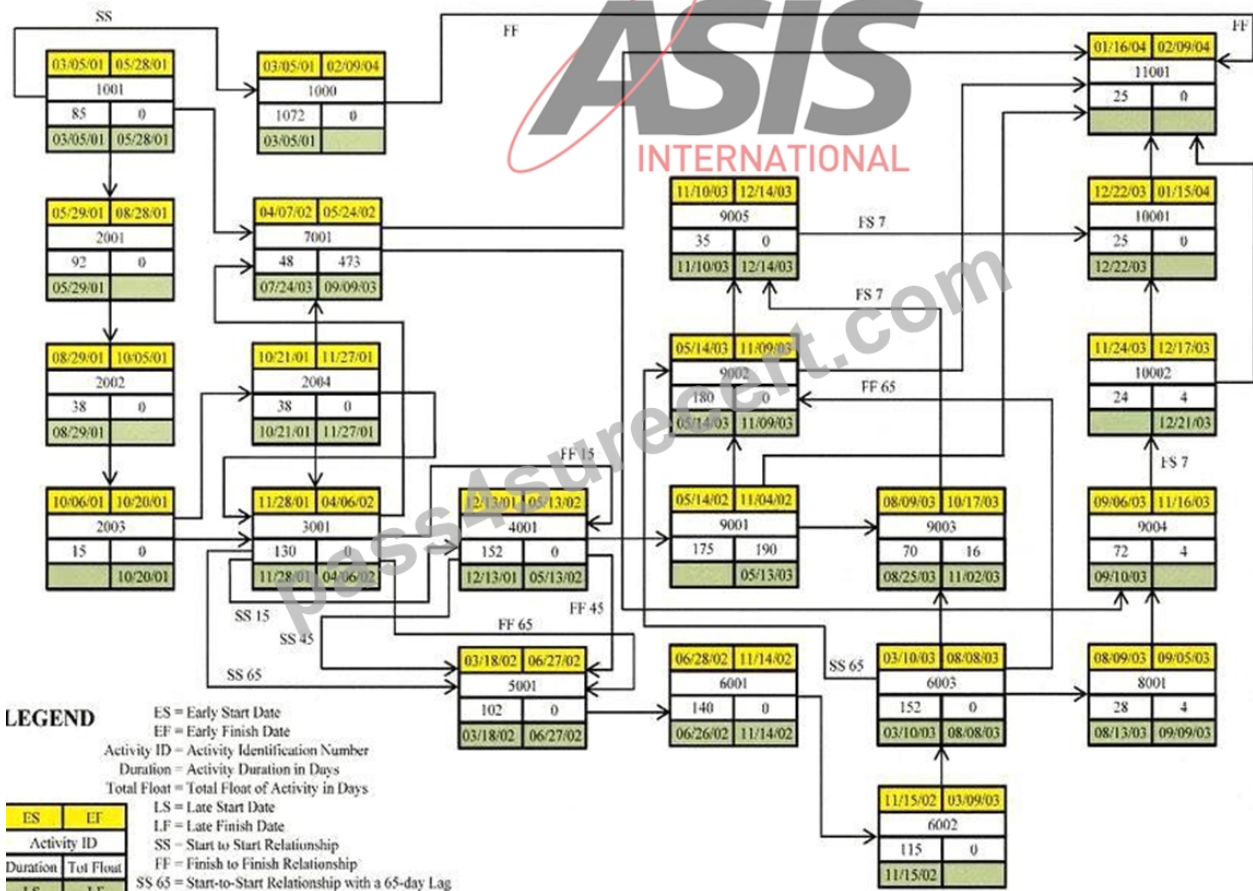 SS
FF
FF
ASIS
INTERNATIONAL
03/05/01 05/28/01
1001
85 0
03/05/01 05/28/01
03/05/01 02/09/04
1000
1072 0
03/05/01
01/16/04 02/09/04
11001
25 0
05/29/01 08/28/01
2001
92 0
05/29/01
04/07/02 05/24/02
7001
48 473
07/24/03 09/09/03
11/10/03 12/14/03
9005
35 0
11/10/03 12/14/03
FS 7
12/22/03 01/15/04
10001
25 0
12/22/03
FS 7
08/29/01 10/05/01
2002
38 0
08/29/01
10/21/01 11/27/01
2004
38 0
10/21/01 11/27/01
05/14/03 11/09/03
9002
180 0
05/14/03 11/09/03
FF 65
11/24/03 12/17/03
10002
24 4
12/21/03
FF 15
FS 7
10/06/01 10/20/01
2003
15 0
10/20/01
11/28/01 04/06/02
3001
130 0
11/28/01 04/06/02
12/13/01 05/13/02
4001
152 0
12/13/01 05/13/02
05/14/02 11/04/02
9001
175 190
05/13/03
08/09/03 10/17/03
9003
70 16
08/25/03 11/02/03
09/06/03 11/16/03
9004
72 4
09/10/03
SS 15
SS 45
FF 65
FF 45
SS 65
SS 65
03/18/02 06/27/02
5001
102 0
03/18/02 06/27/02
06/28/02 11/14/02
6001
140 0
06/26/02 11/14/02
03/10/03 08/08/03
6003
152 0
03/10/03 08/08/03
08/09/03 09/05/03
8001
28 4
08/13/03 09/09/03
11/15/02 03/09/03
6002
115 0
11/15/02
LEGEND
ES = Early Start Date
EF = Early Finish Date
Activity ID = Activity Identification Number
Duration = Activity Duration in Days
Total Float = Total Float of Activity in Days
LS = Late Start Date
LF = Late Finish Date
SS = Start to Start Relationship
FF = Finish to Finish Relationship
SS 65 = Start-to-Start Relationship with a 65-day Lag
ES EF
Activity ID
Duration Tot Float
LS LF
pass4surecert.com